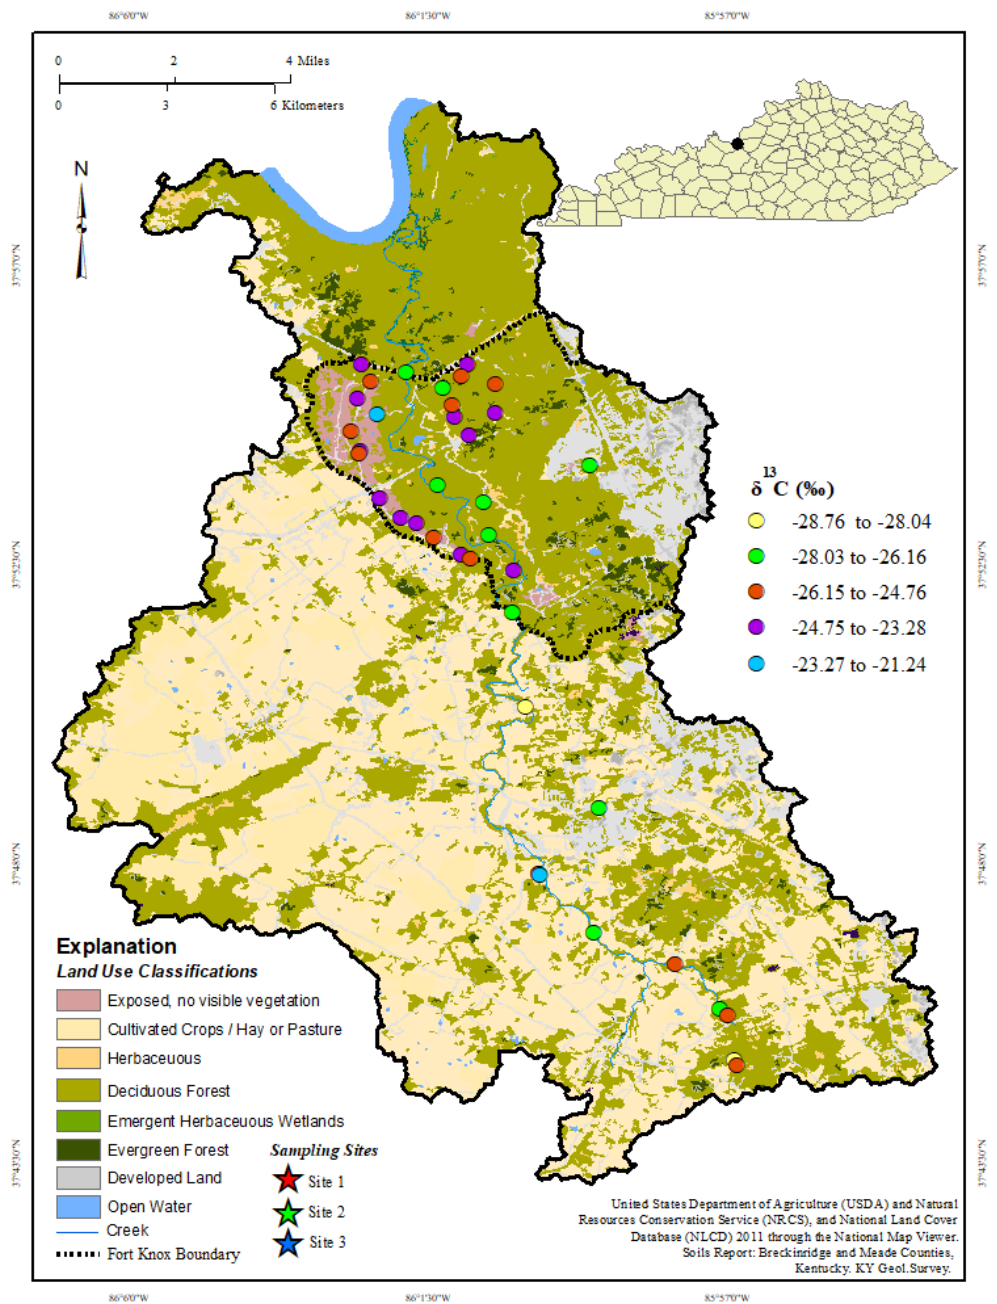 86°6'0"W 86°1'30"W 85°57'0"W
0 2 4 Miles
0 3 6 Kilometers
N
37°57'0"N 37°57'0"N
δ13C (‰)
-28.76 to -28.04
-28.03 to -26.16
-26.15 to -24.76
-24.75 to -23.28
-23.27 to -21.24
37°52'30"N 37°52'30"N
37°48'0"N 37°48'0"N
Explanation
Land Use Classifications
Exposed, no visible vegetation
Cultivated Crops / Hay or Pasture
Herbaceuous
Deciduous Forest
Emergent Herbaceuous Wetlands
Evergreen Forest
Developed Land
Open Water
Creek
Fort Knox Boundary
Sampling Sites
Site 1
Site 2
Site 3
37°43'30"N 37°43'30"N
United States Department of Agriculture (USDA) and Natural
Resources Conservation Service (NRCS), and National Land Cover
Database (NLCD) 2011 through the National Map Viewer.
Soils Report: Breckinridge and Meade Counties,
Kentucky. KY Geol.Survey.
86°6'0"W 86°1'30"W 85°57'0"W